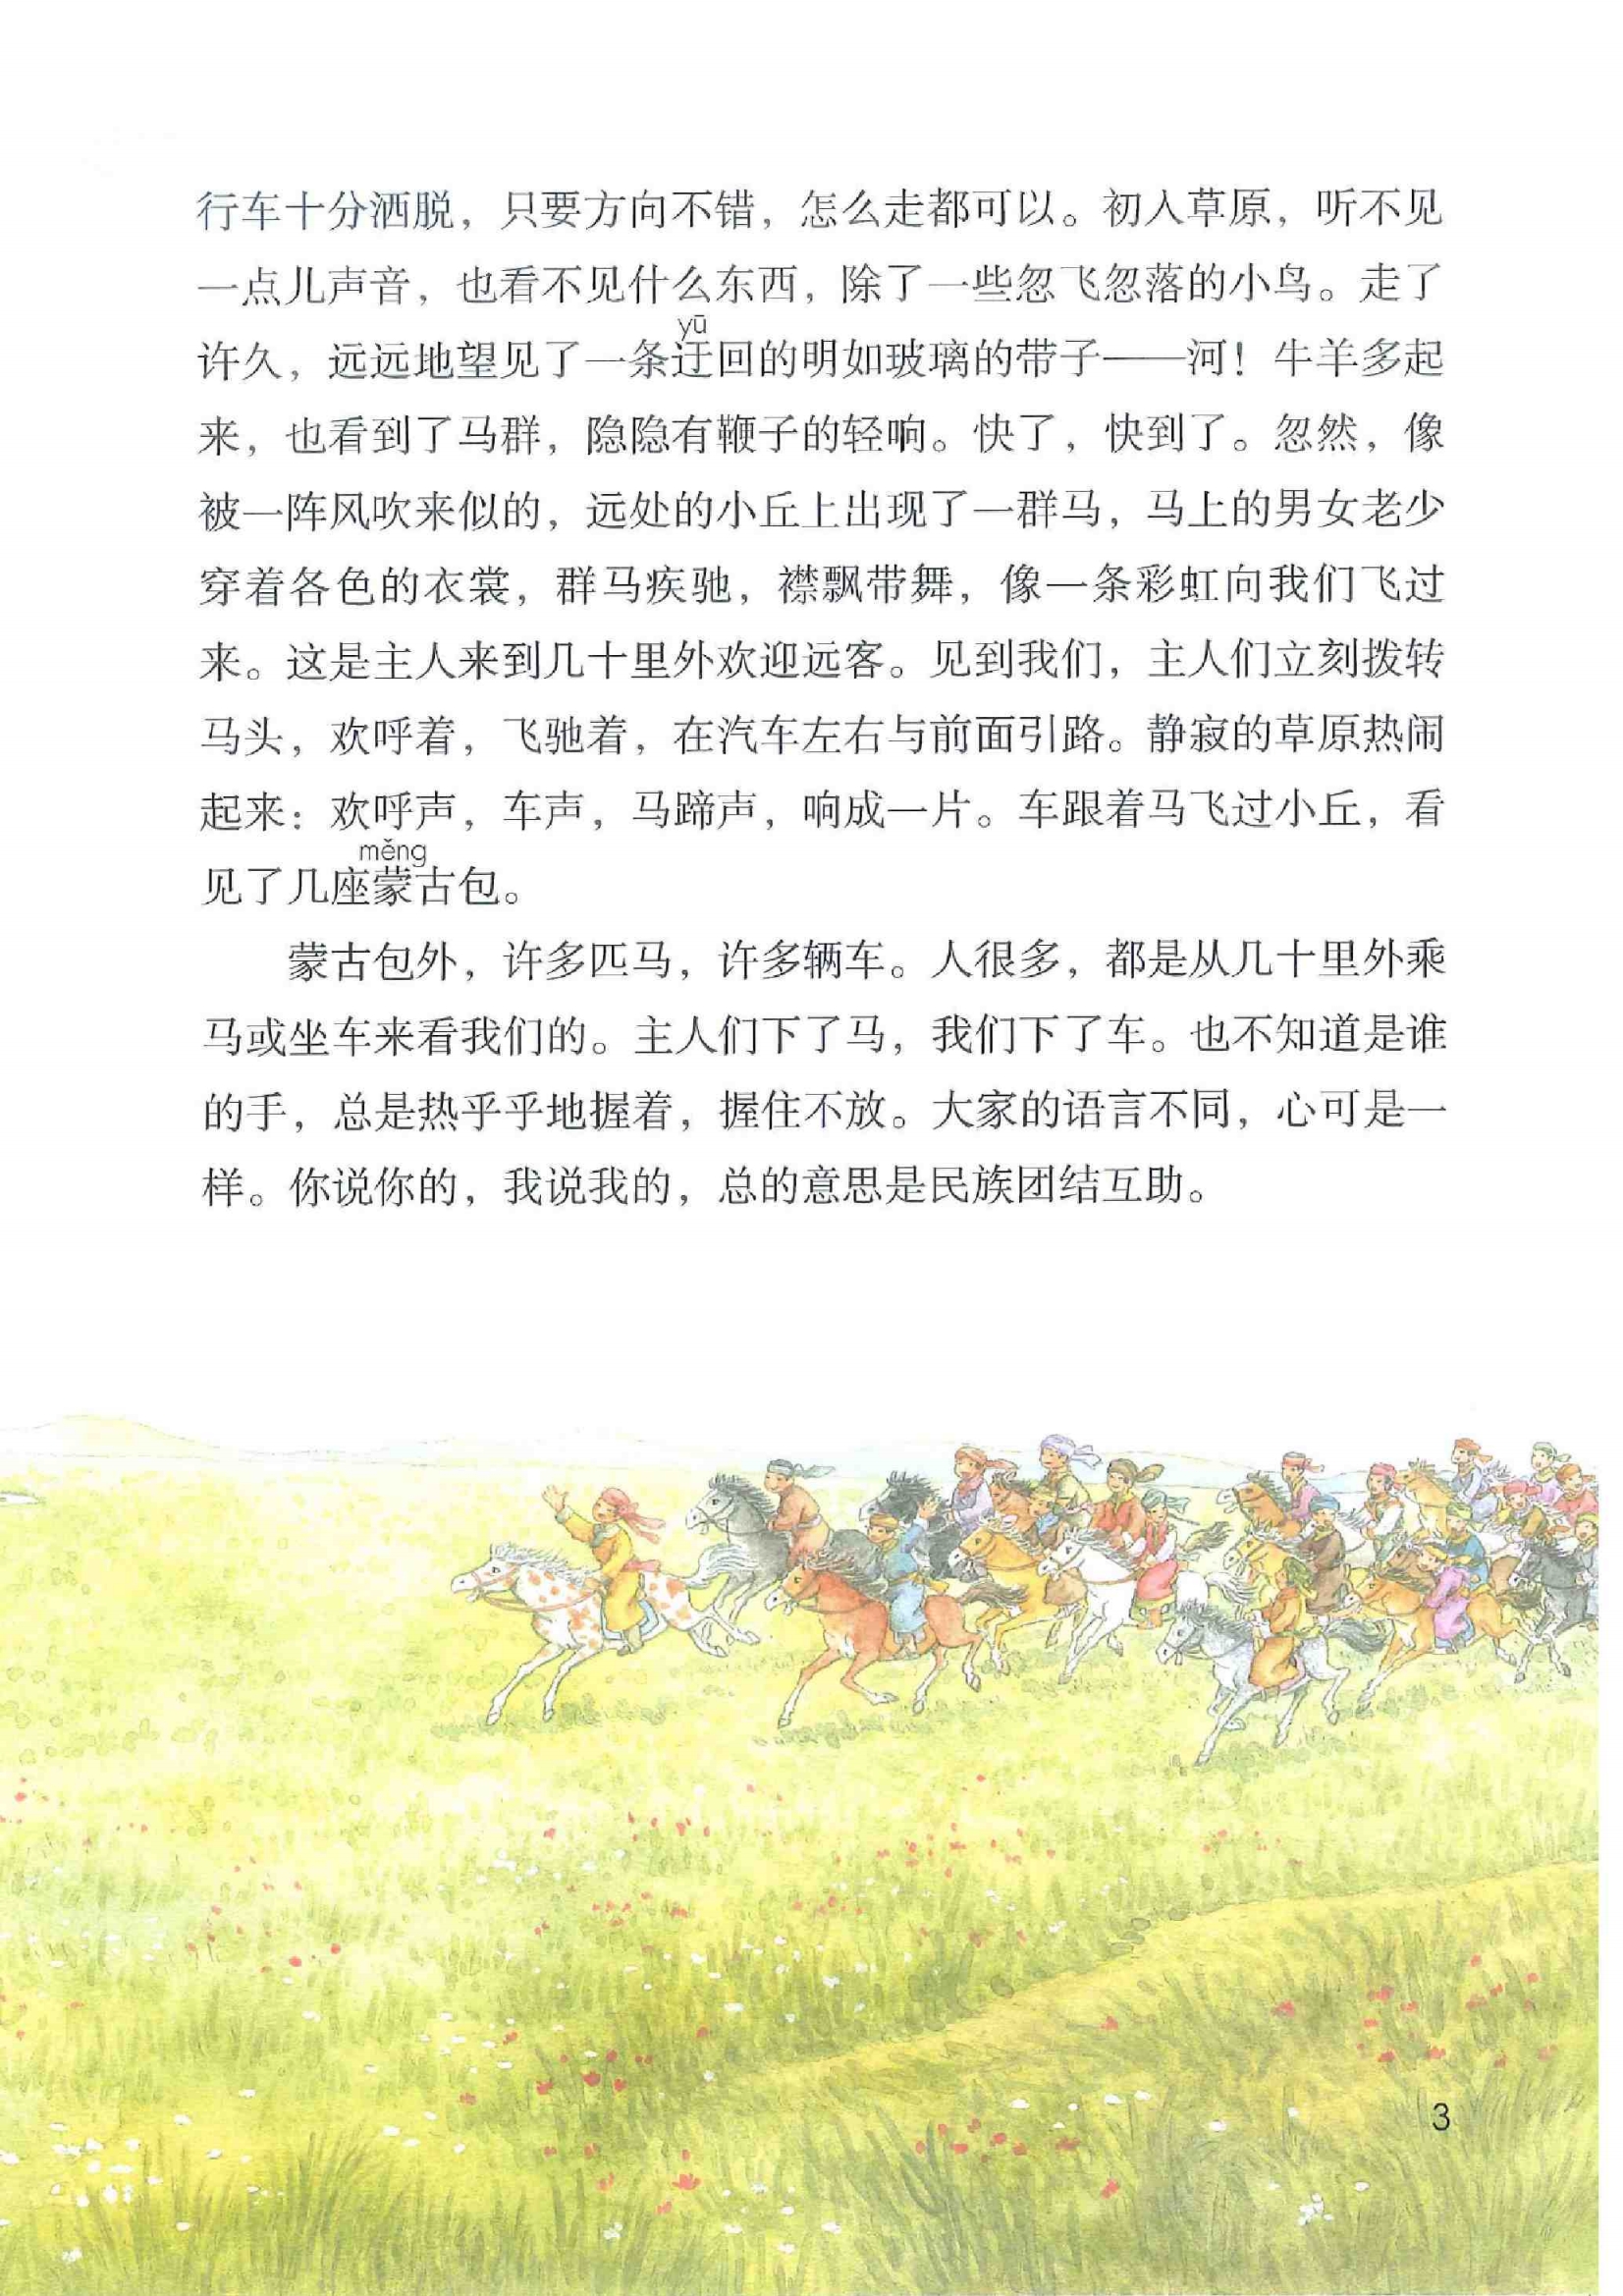 行车十分洒脱，只要方向不错，怎么走都可以。初入草原，听不见
一点儿声音，也看不见什么东西，除了一些忽飞忽落的小鸟。走了
yū
许久，远远地望见了一条迂回的明如玻璃的带子——河！牛羊多起
来，也看到了马群，隐隐有鞭子的轻响。快了，快到了。忽然，像
被一阵风吹来似的，远处的小丘上出现了一群马，马上的男女老少
穿着各色的衣裳，群马疾驰，襟飘带舞，像一条彩虹向我们飞过
来。这是主人来到几十里外欢迎远客。见到我们，主人们立刻拨转
马头，欢呼着，飞驰着，在汽车左右与前面引路。静寂的草原热闹
起来：欢呼声，车声，马蹄声，响成一片。车跟着马飞过小丘，看
měng
见了几座蒙古包。
蒙古包外，许多匹马，许多辆车。人很多，都是从几十里外乘
马或坐车来看我们的。主人们下了马，我们下了车。也不知道是谁
的手，总是热乎乎地握着，握住不放。大家的语言不同，心可是一
样。你说你的，我说我的，总的意思是民族团结互助。
3